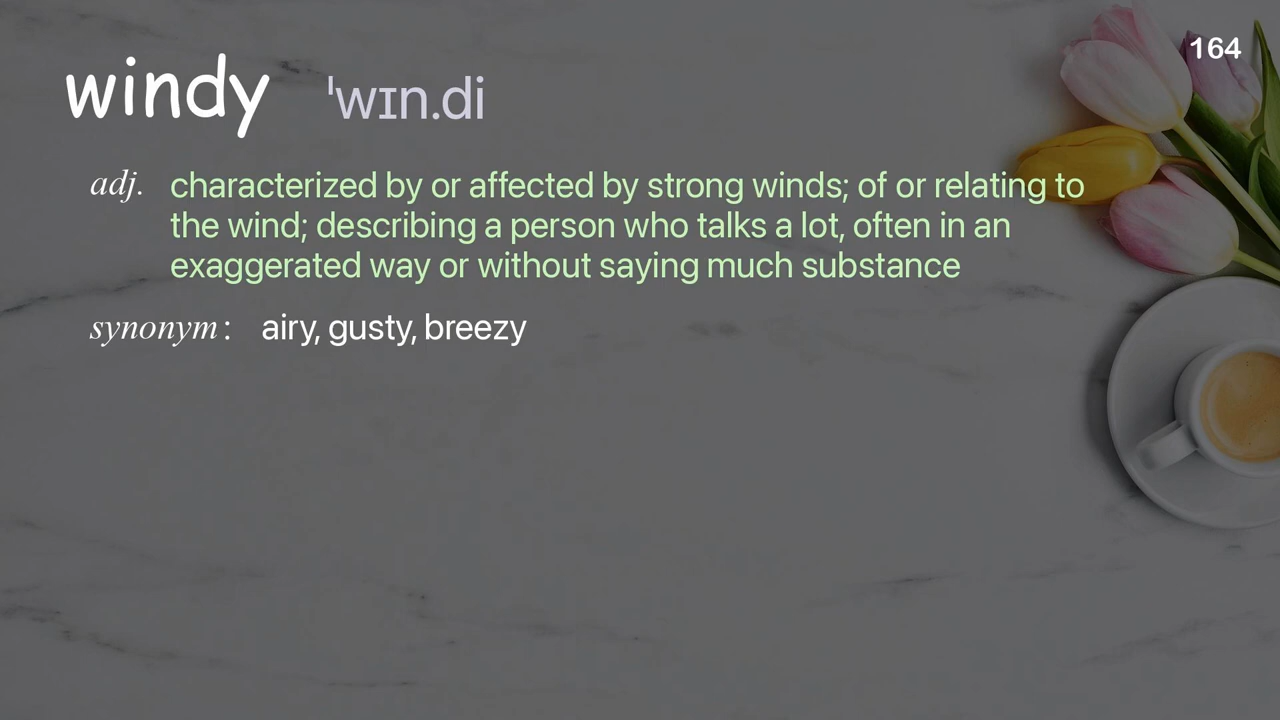 164
windy ˈwɪn.di
adj. characterized by or affected by strong winds; of or relating to
the wind; describing a person who talks a lot, often in an
exaggerated way or without saying much substance
synonym: airy, gusty, breezy